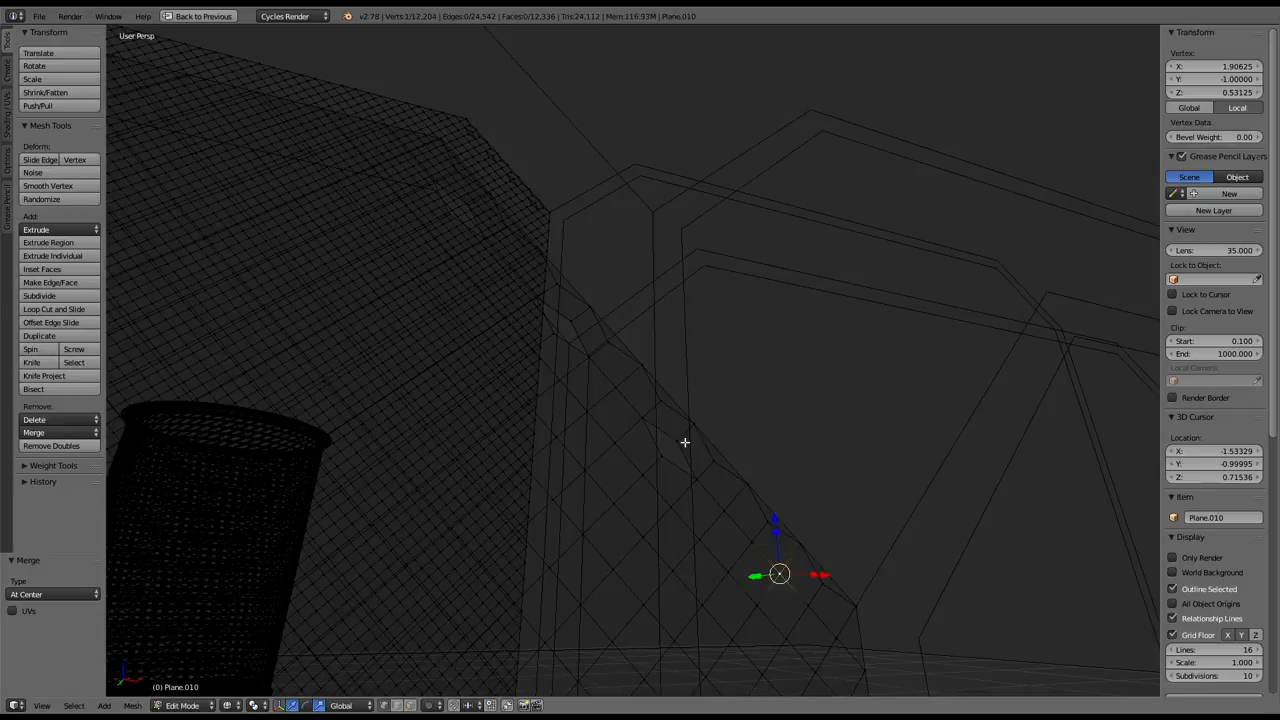 File Render Window Help Back to Previous Cycles Render v2.78 | Verts:1/12,204 | Edges:0/24,542 | Faces:0/12,336 | Tris:24,112 | Mem:116.93M | Plane.010
User Persp
Tools
Create
Shading / UVs
Options
Grease Pencil
Transform
Translate
Rotate
Scale
Shrink/Fatten
Push/Pull
Mesh Tools
Deform:
Slide Edge Vertex
Noise
Smooth Vertex
Randomize
Add:
Extrude
Extrude Region
Extrude Individual
Inset Faces
Make Edge/Face
Subdivide
Loop Cut and Slide
Offset Edge Slide
Duplicate
Spin Screw
Knife Select
Knife Project
Bisect
Remove:
Delete
Merge
Remove Doubles
Weight Tools
History
Merge
Type
At Center
UVs
(0) Plane.010
Transform
Vertex:
X: 1.90625
Y: -1.00000
Z: 0.53125
Global Local
Vertex Data:
Bevel Weight: 0.00
Grease Pencil Layers
Scene Object
New
New Layer
View
Lens: 35.000
Lock to Object:
Lock to Cursor
Lock Camera to View
Clip:
Start: 0.100
End: 1000.000
Local Camera:
Render Border
3D Cursor
Location:
X: -1.53329
Y: -0.99995
Z: 0.71536
Item
Plane.010
Display
Only Render
World Background
Outline Selected
All Object Origins
Relationship Lines
Grid Floor X Y Z
Lines: 16
Scale: 1.000
Subdivisions: 10
View Select Add Mesh Edit Mode Global